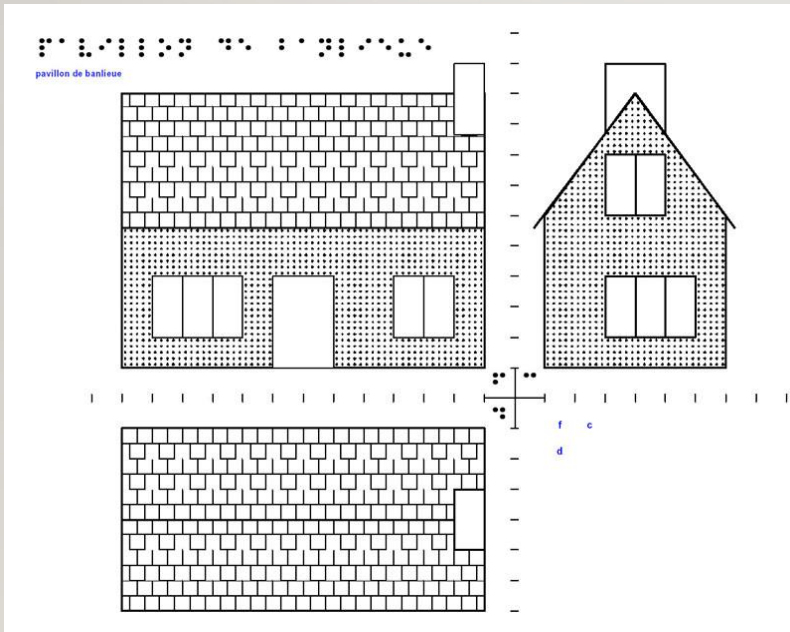 ⠏⠁⠧⠊⠇⠇⠕⠝ ⠙⠑ ⠃⠁⠝⠇⠊⠑⠥⠑
pavillon de banlieue
⠋ ⠉
⠙
f c
d